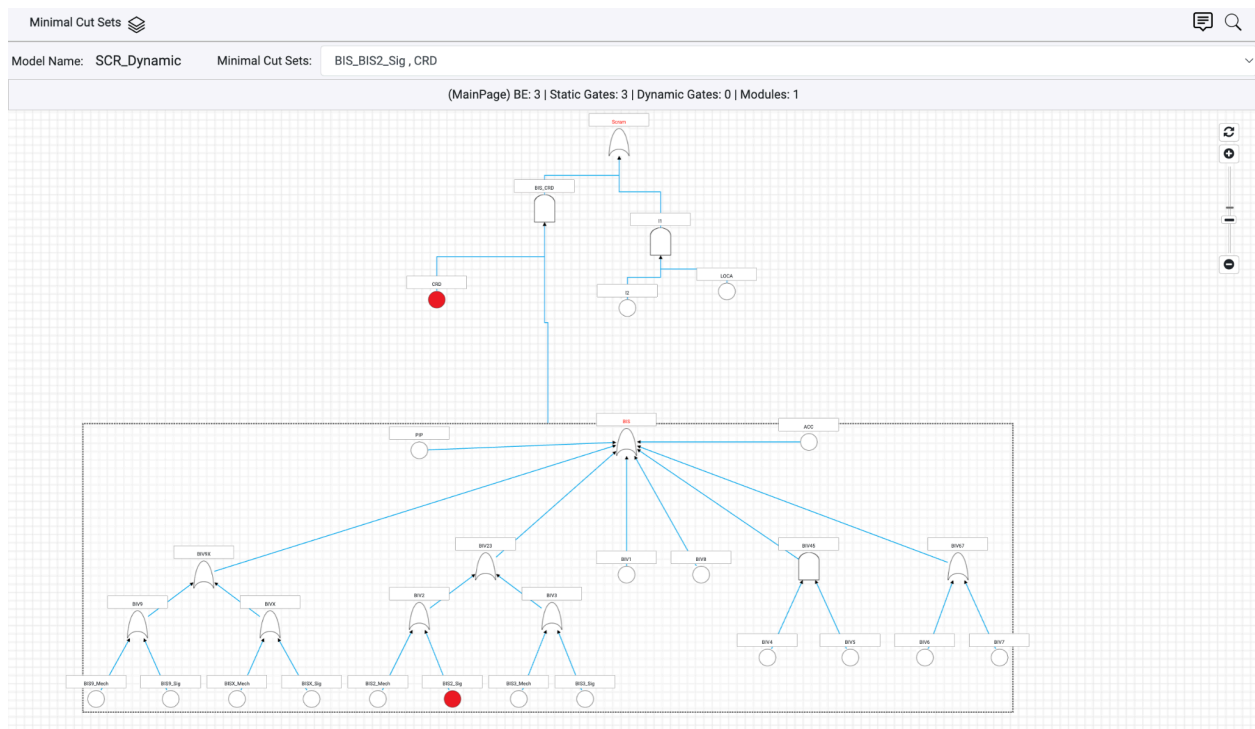 Minimal Cut Sets
Model Name: SCR_Dynamic Minimal Cut Sets: BIS_BIS2_Sig , CRD
(MainPage) BE: 3 | Static Gates: 3 | Dynamic Gates: 0 | Modules: 1
Scram
BIS_CRD
I1
CRD
I2
LOCA
BIS
PIP
ACC
BIV9X
BIV23
BIV1
BIV8
BIV45
BIV67
BIV9
BIVX
BIV2
BIV3
BIV4
BIV5
BIV6
BIV7
BIS9_Mech
BIS9_Sig
BISX_Mech
BISX_Sig
BIS2_Mech
BIS2_Sig
BIS3_Mech
BIS3_Sig